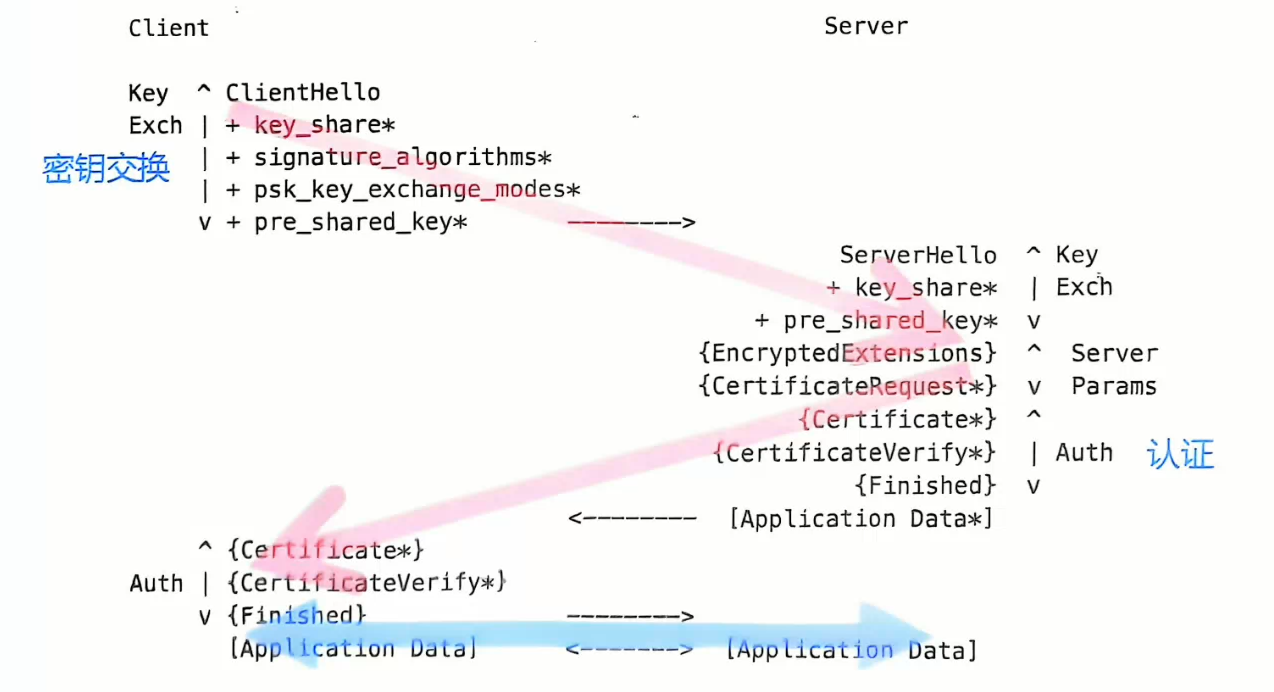 Client Server
Key ^ ClientHello
Exch | + key_share*
密钥交换 | + signature_algorithms*
| + psk_key_exchange_modes*
v + pre_shared_key* -------->
ServerHello ^ Key
+ key_share* | Exch
+ pre_shared_key* v
{EncryptedExtensions} ^ Server
{CertificateRequest*} v Params
{Certificate*} ^
{CertificateVerify*} | Auth 认证
{Finished} v
<-------- [Application Data*]
^ {Certificate*}
Auth | {CertificateVerify*}
v {Finished} -------->
[Application Data] <-------> [Application Data]